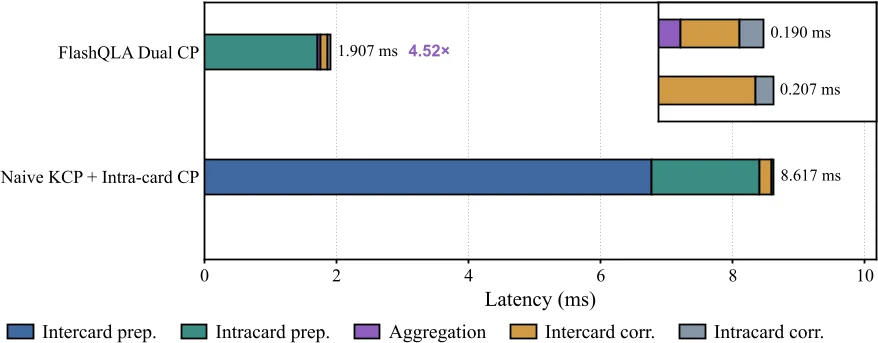 FlashQLA Dual CP
1.907 ms 4.52×
0.190 ms
0.207 ms
Naive KCP + Intra-card CP
8.617 ms
0 2 4 6 8 10
Latency (ms)
Intercard prep. Intracard prep. Aggregation Intercard corr. Intracard corr.